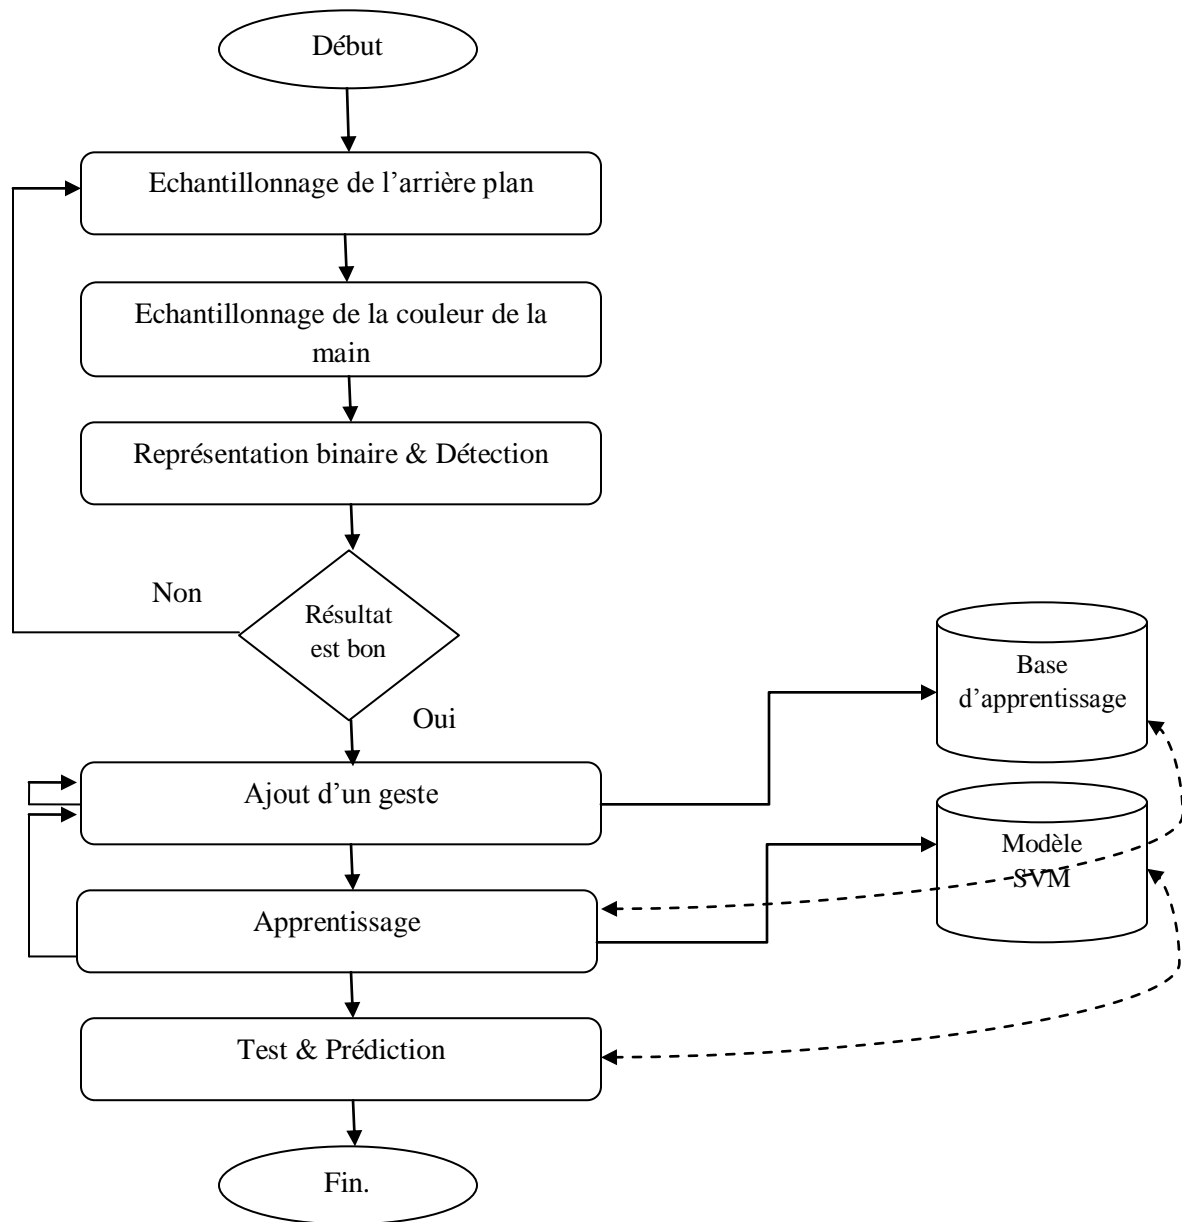 Début
Echantillonnage de l’arrière plan
Echantillonnage de la couleur de la
main
Représentation binaire & Détection
Non
Résultat
est bon
Oui
Base
d’apprentissage
Ajout d’un geste
Modèle
SVM
Apprentissage
Test & Prédiction
Fin.